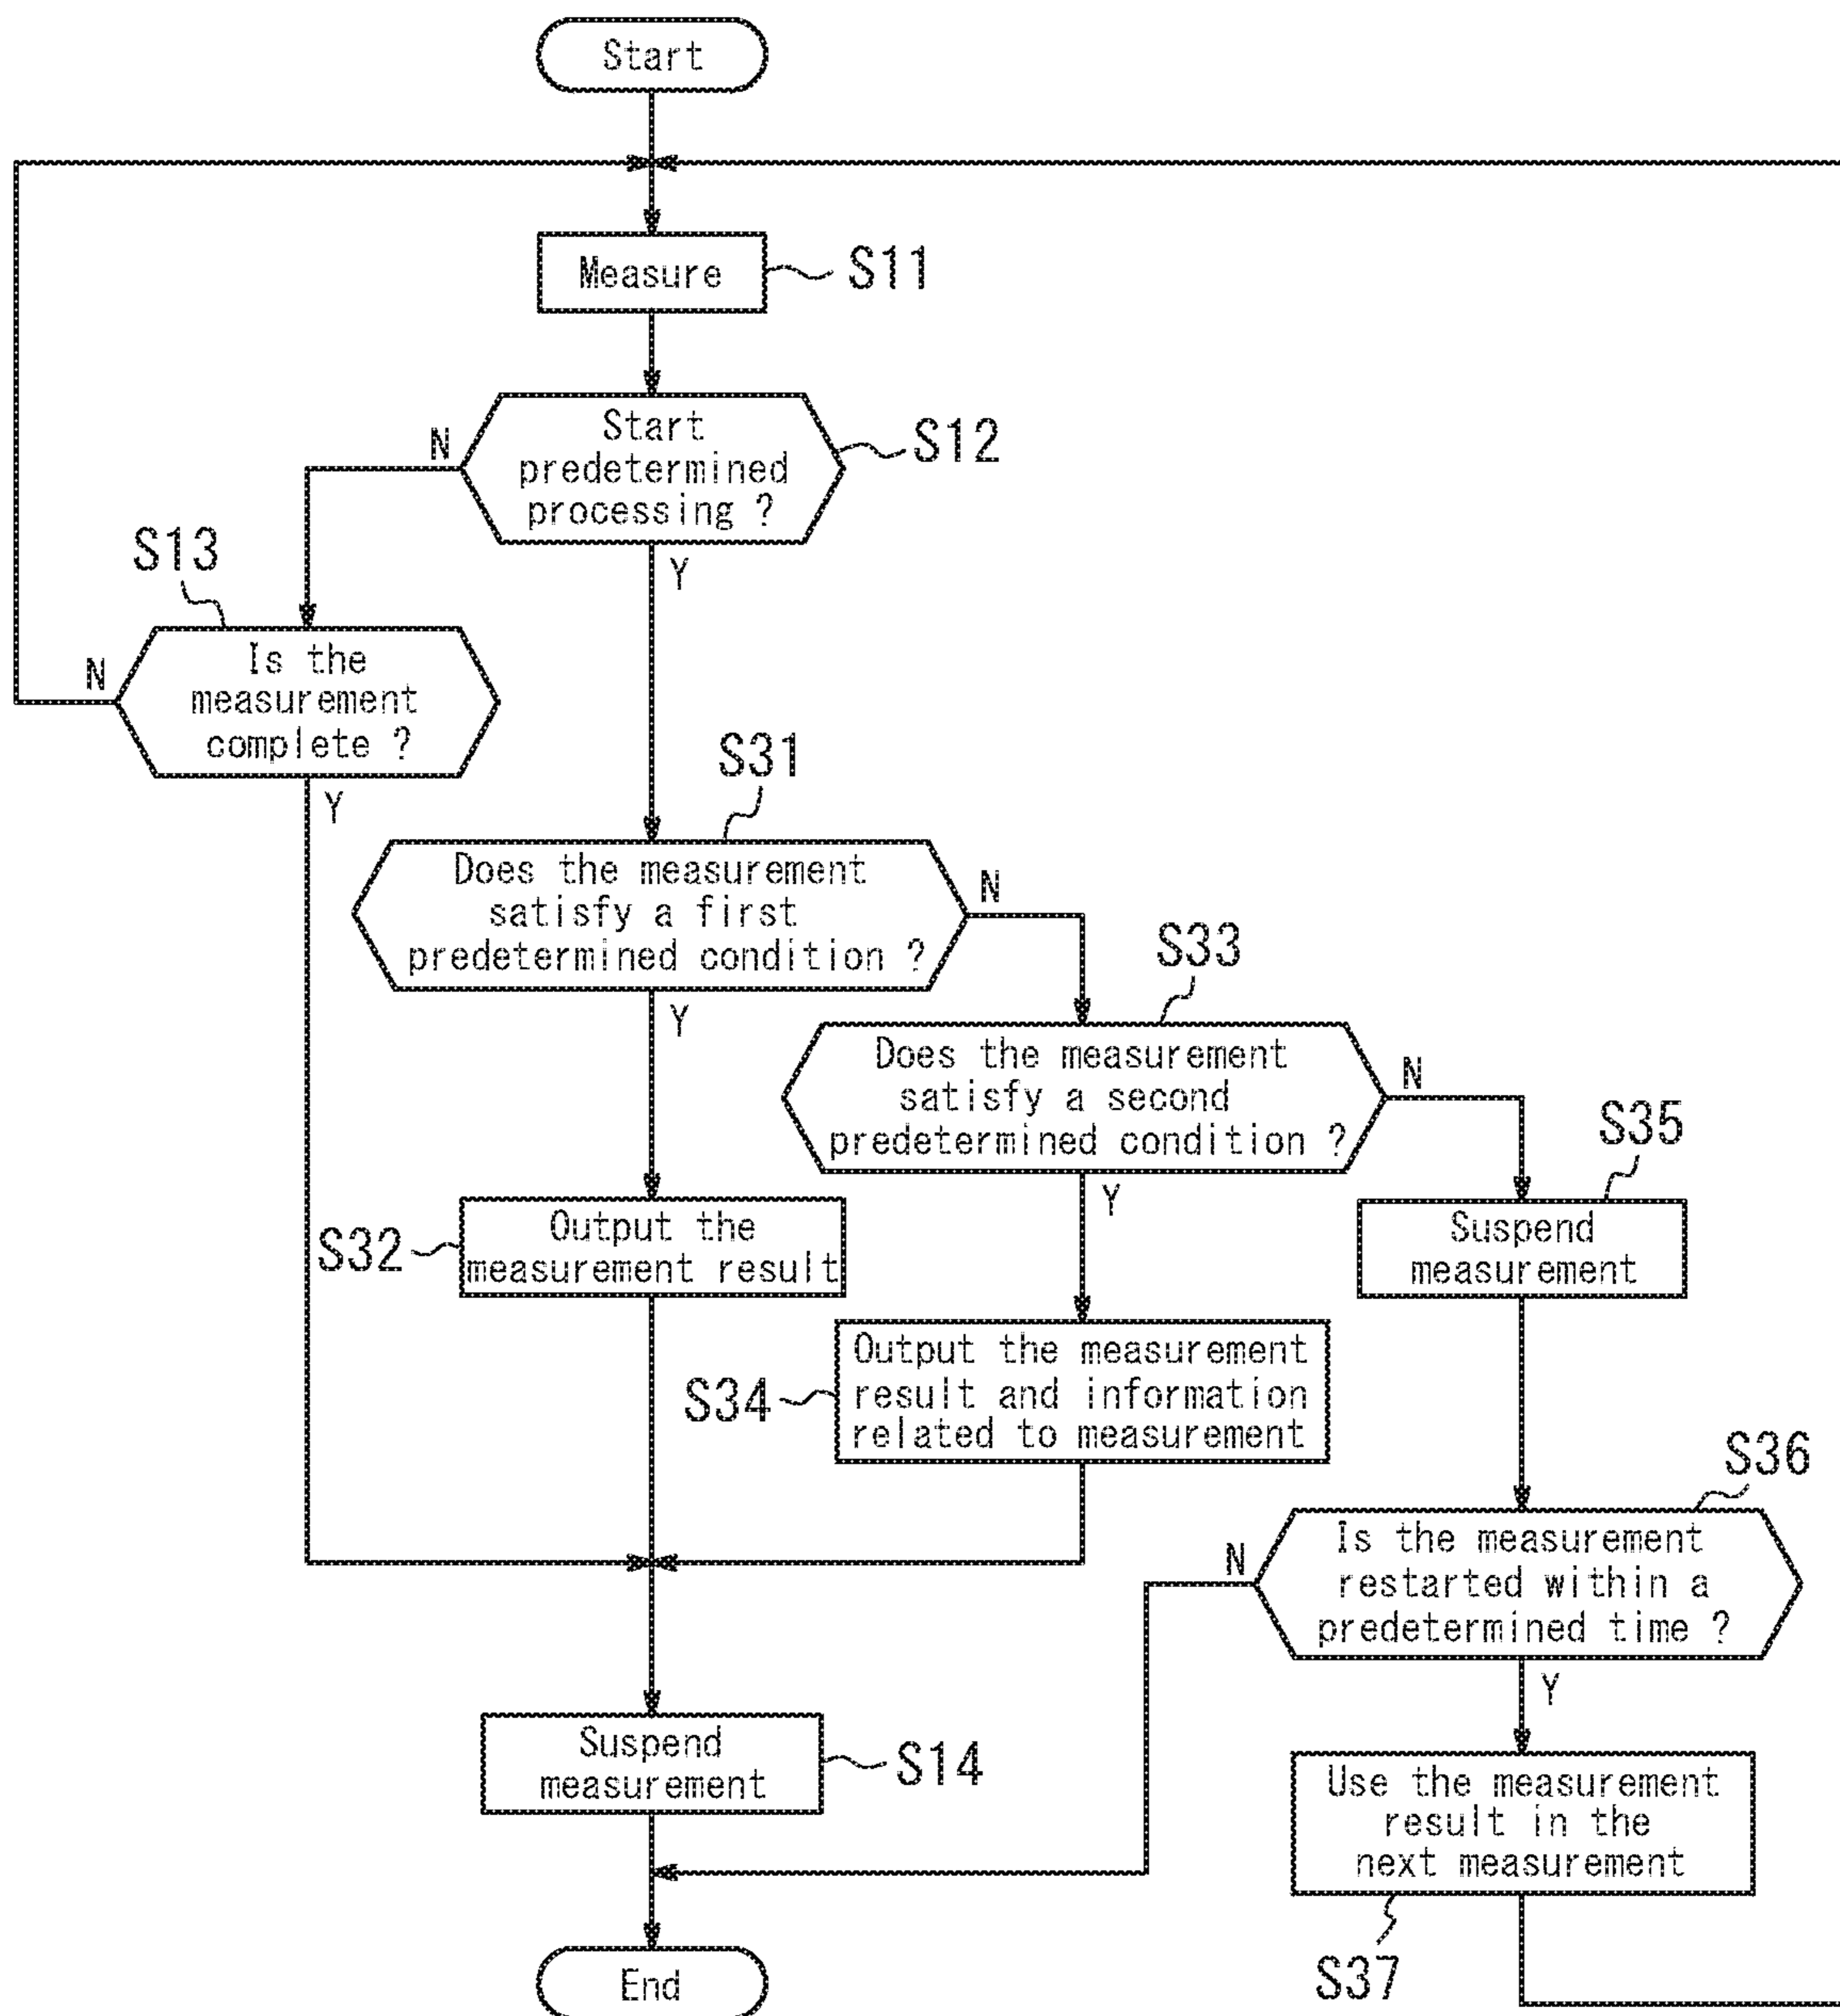 Start
Measure
S11
Start
predetermined
processing ?
S12
N
Y
S13
Is the
measurement
complete ?
N
Y
S31
Does the measurement
satisfy a first
predetermined condition ?
N
Y
S33
Does the measurement
satisfy a second
predetermined condition ?
N
Y
S35
Suspend
measurement
S32
Output the
measurement result
S34
Output the measurement
result and information
related to measurement
S36
Is the measurement
restarted within a
predetermined time ?
N
Y
Suspend
measurement
S14
Use the measurement
result in the
next measurement
S37
End